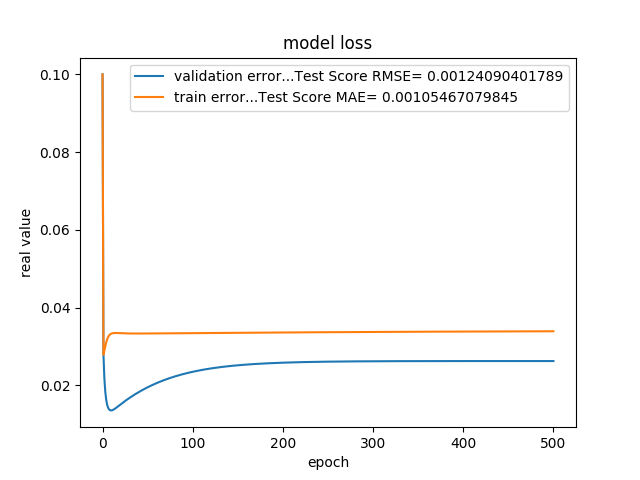 model loss
validation error...Test Score RMSE= 0.00124090401789
train error...Test Score MAE= 0.00105467079845
0.10
0.08
0.06
0.04
0.02
real value
0
100
200
300
400
500
epoch